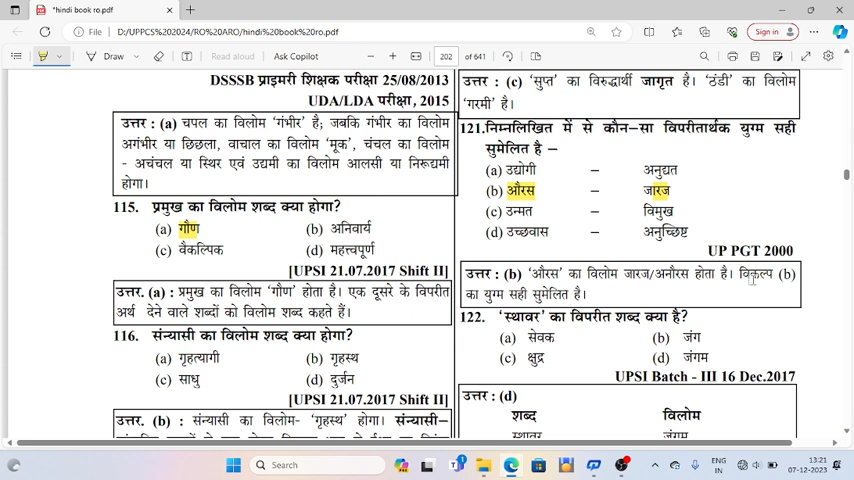 *hindi book ro.pdf
File
D:/UPPCS%202024/RO%20ARO/hindi%20book%20ro.pdf
Sign in
Draw
Read aloud
Ask Copilot
202
of 641
DSSSB प्राइमरी शिक्षक परीक्षा 25/08/2013
UDA/LDA परीक्षा, 2015
उत्तर : (a) चपल का विलोम 'गंभीर' है; जबकि गंभीर का विलोम
अगंभीर या छिछला, वाचाल का विलोम 'मूक', चंचल का विलोम
- अचंचल या स्थिर एवं उद्यमी का विलोम आलसी या निरूद्यमी
होगा।
115. प्रमुख का विलोम शब्द क्या होगा?
(a) गौण (b) अनिवार्य
(c) वैकल्पिक (d) महत्त्वपूर्ण
[UPSI 21.07.2017 Shift II]
उत्तर. (a) : प्रमुख का विलोम 'गौण' होता है। एक दूसरे के विपरीत
अर्थ देने वाले शब्दों को विलोम शब्द कहते हैं।
116. संन्यासी का विलोम शब्द क्या होगा?
(a) गृहत्यागी (b) गृहस्थ
(c) साधु (d) दुर्जन
[UPSI 21.07.2017 Shift II]
उत्तर. (b) : संन्यासी का विलोम- 'गृहस्थ' होगा। संन्यासी–
उत्तर : (c) 'सुप्त' का विरुद्धार्थी जागृत है। 'ठंडी' का विलोम
'गरमी' है।
121. निम्नलिखित में से कौन-सा विपरीतार्थक युग्म सही
सुमेलित है –
(a) उद्योगी – अनुद्यत
(b) औरस – जारज
(c) उन्मत – विमुख
(d) उच्छवास – अनुच्छिष्ट
UP PGT 2000
उत्तर : (b) 'औरस' का विलोम जारज/अनौरस होता है। विकल्प (b)
का युग्म सही सुमेलित है।
122. 'स्थावर' का विपरीत शब्द क्या है?
(a) सेवक (b) जंग
(c) क्षुद्र (d) जंगम
UPSI Batch - III 16 Dec.2017
उत्तर : (d)
शब्द विलोम
स्थावर जंगम
Search
ENG
IN
13:21
07-12-2023